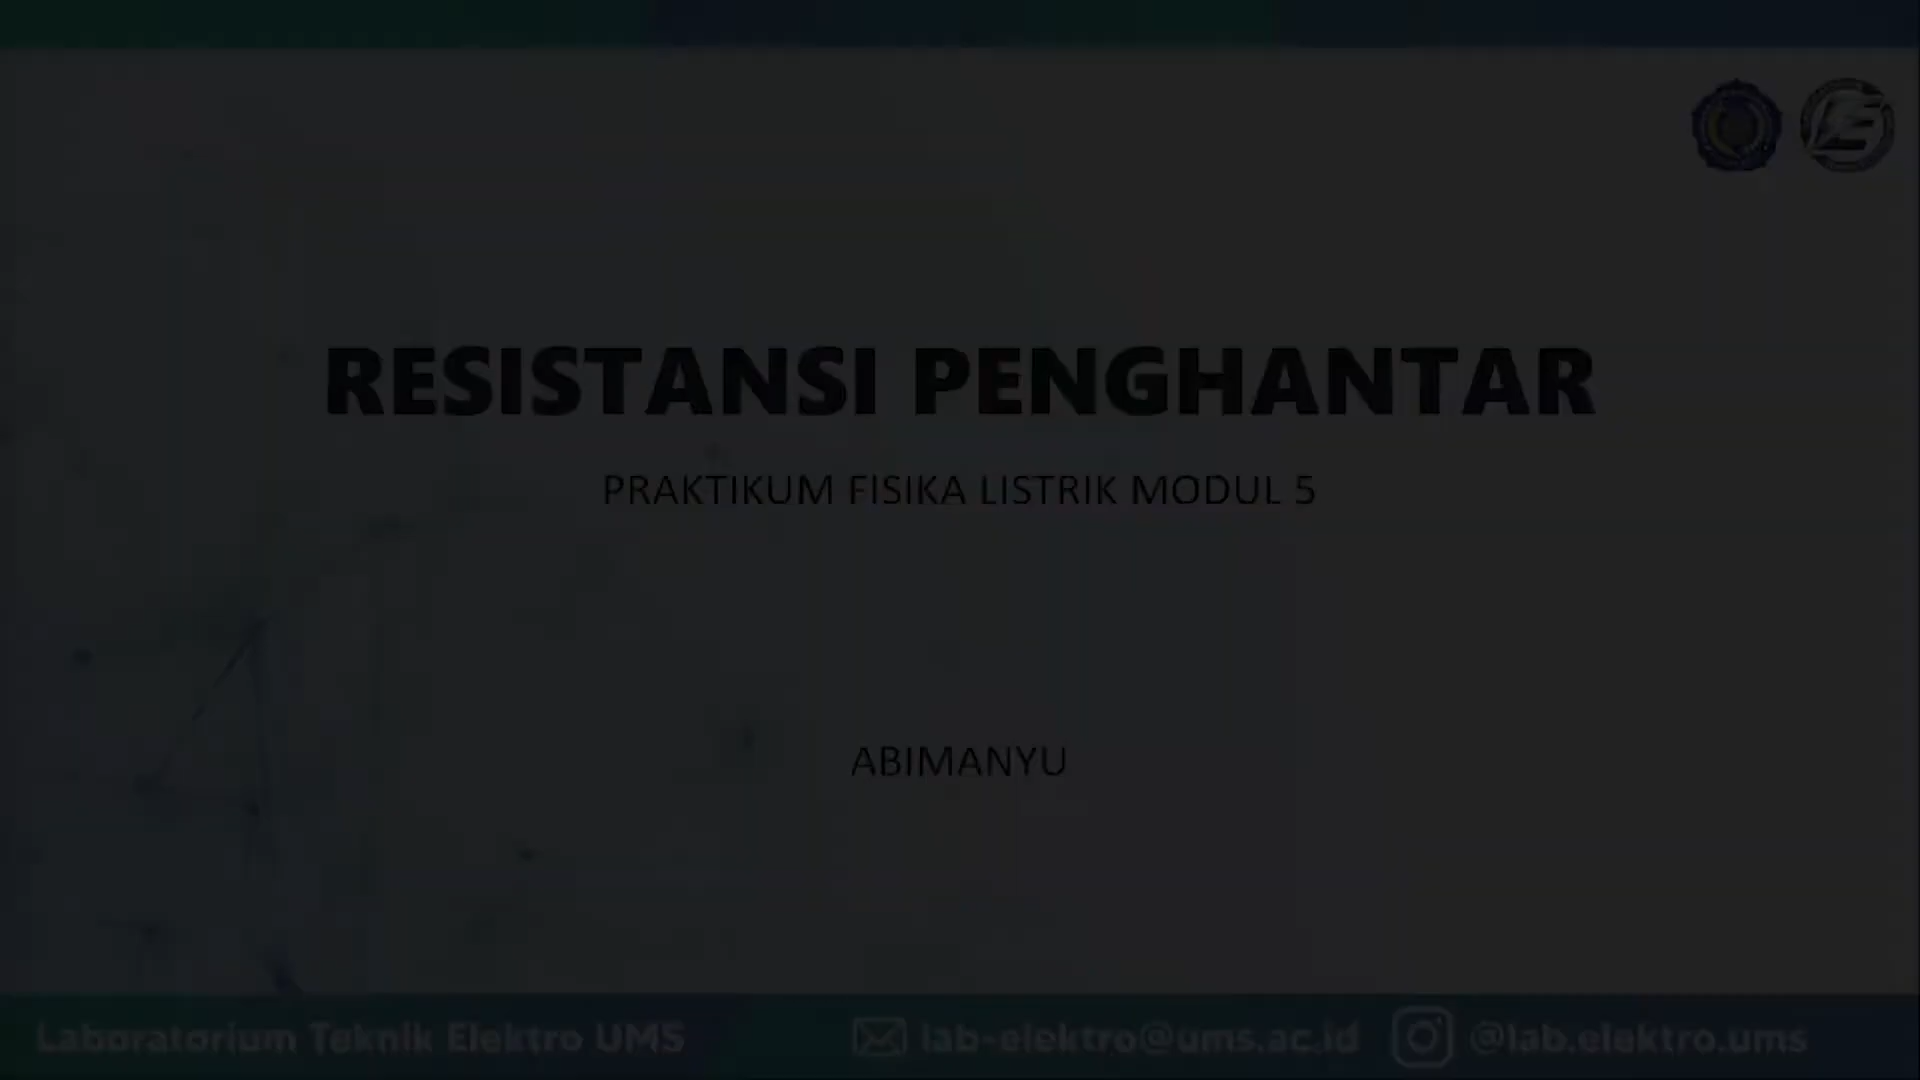 RESISTANSI PENGHANTAR
PRAKTIKUM FISIKA LISTRIK MODUL 5
ABIMANYU
Laboratorium Teknik Elektro UMS
lab-elektro@ums.ac.id
@lab.elektro.ums